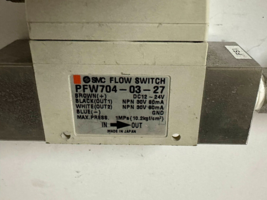 SMC FLOW SWITCH
PFW704-03-27
BROWN(+) DC12~24V
BLACK(OUT1) NPN 30V 80mA
WHITE(OUT2) NPN 30V 80mA
BLUE(-) GND
MAX.PRESS. 1MPa
IN OUT
MADE IN JAPAN